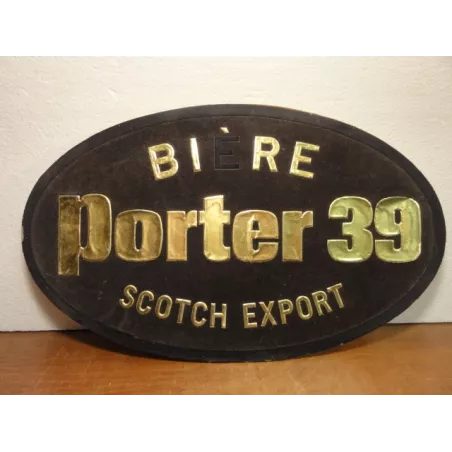 BIÈRE
Porter 39
SCOTCH EXPORT